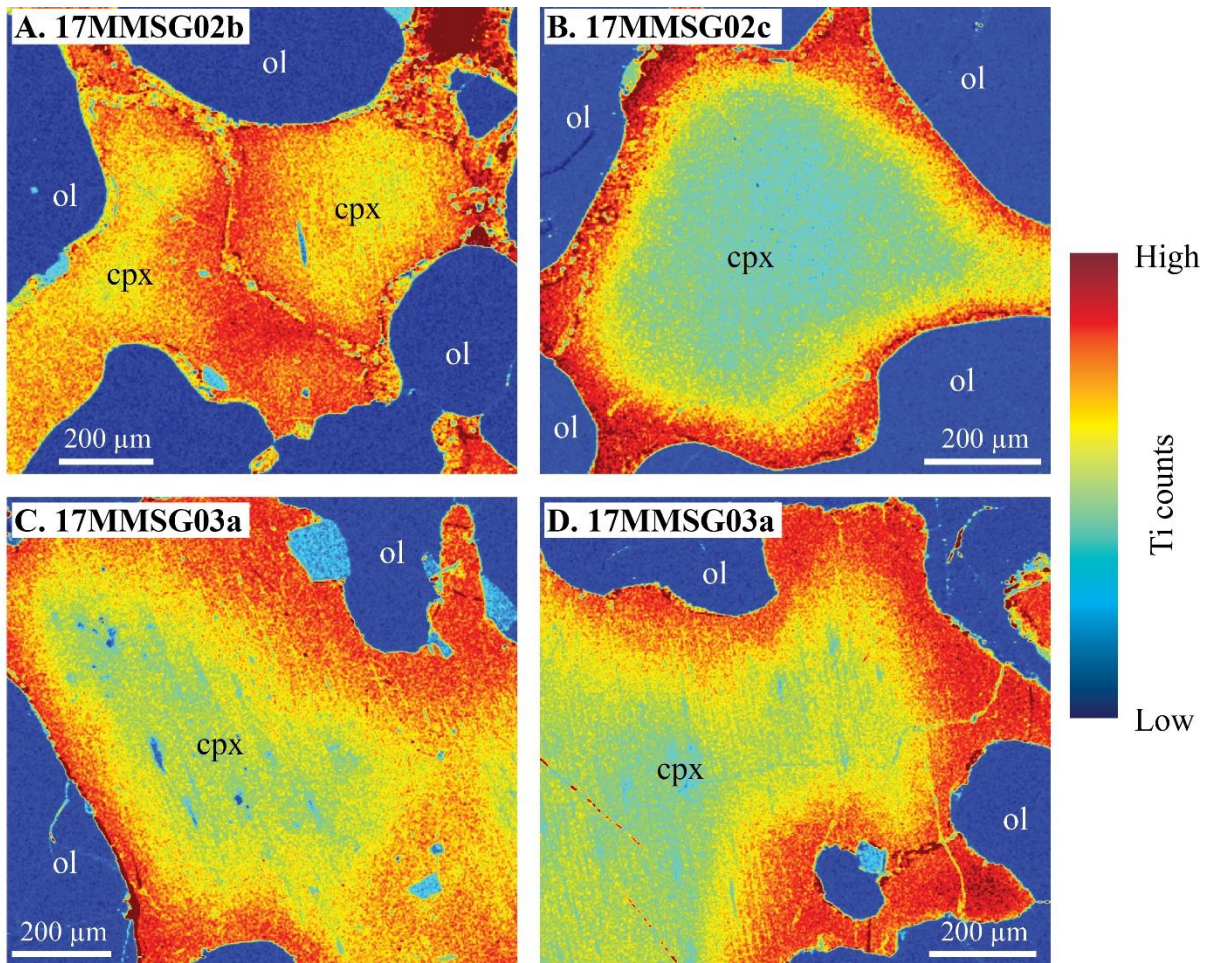 A. 17MMSG02b
ol
ol
cpx
cpx
ol
200 µm
B. 17MMSG02c
ol
ol
cpx
ol
ol
200 µm
C. 17MMSG03a
ol
cpx
ol
200 µm
D. 17MMSG03a
ol
cpx
ol
200 µm
High
Ti counts
Low